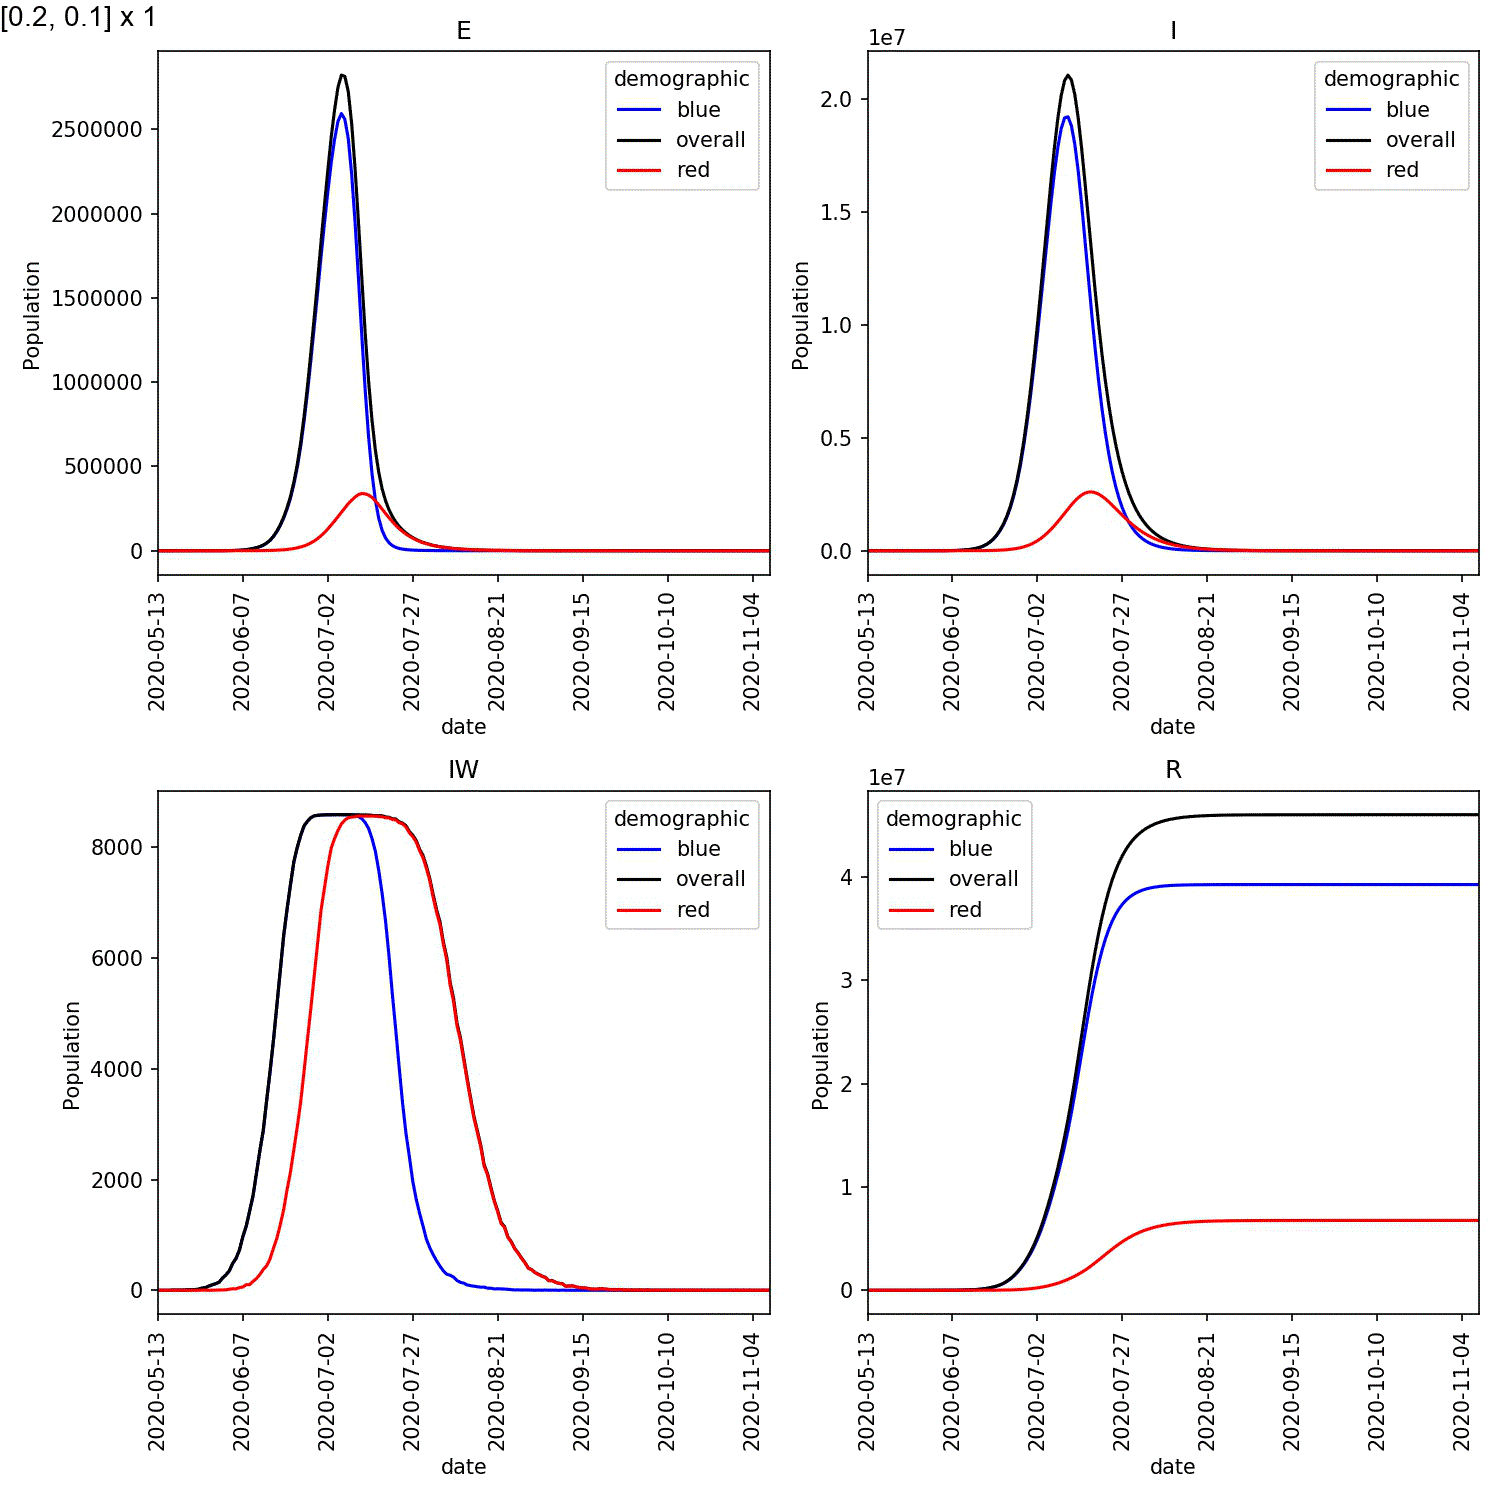 [0.2, 0.1] x 1
E
demographic
blue
overall
red
2500000
2000000
1500000
1000000
500000
0
Population
2020-05-13
2020-06-07
2020-07-02
2020-07-27
2020-08-21
2020-09-15
2020-10-10
2020-11-04
date
I
1e7
demographic
blue
overall
red
2.0
1.5
1.0
0.5
0.0
Population
2020-05-13
2020-06-07
2020-07-02
2020-07-27
2020-08-21
2020-09-15
2020-10-10
2020-11-04
date
IW
demographic
blue
overall
red
8000
6000
4000
2000
0
Population
2020-05-13
2020-06-07
2020-07-02
2020-07-27
2020-08-21
2020-09-15
2020-10-10
2020-11-04
date
R
1e7
demographic
blue
overall
red
4
3
2
1
0
Population
2020-05-13
2020-06-07
2020-07-02
2020-07-27
2020-08-21
2020-09-15
2020-10-10
2020-11-04
date